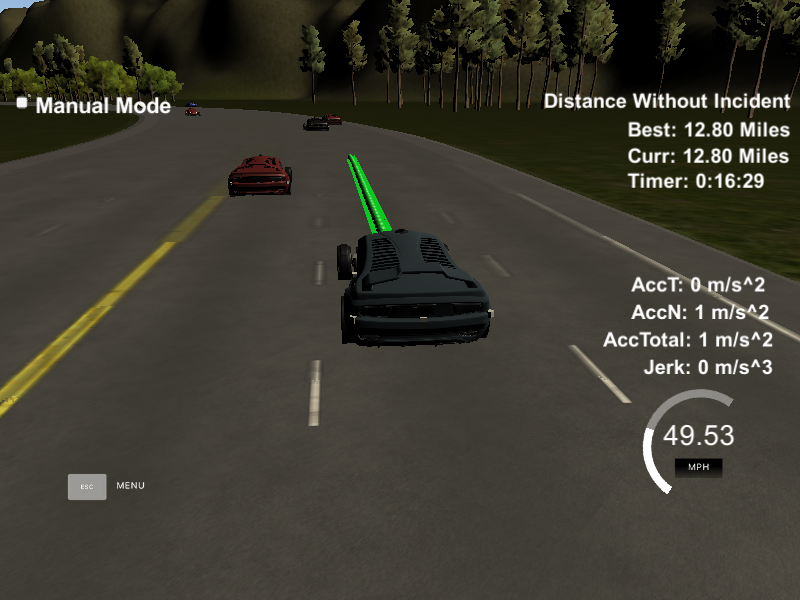 Manual Mode
Distance Without Incident
Best: 12.80 Miles
Curr: 12.80 Miles
Timer: 0:16:29
AccT: 0 m/s^2
AccN: 1 m/s^2
AccTotal: 1 m/s^2
Jerk: 0 m/s^3
49.53
MPH
ESC MENU